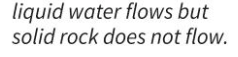 liquid water flows but
solid rock does not flow.